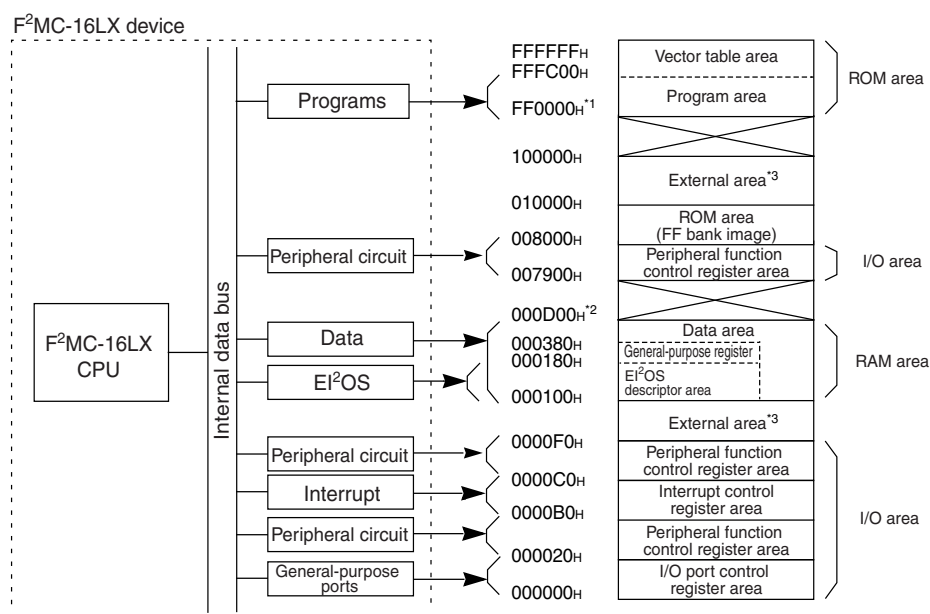 F²MC-16LX device
Programs
Peripheral circuit
Internal data bus
F²MC-16LX
CPU
Data
EI²OS
Peripheral circuit
Interrupt
Peripheral circuit
General-purpose
ports
FFFFFFH
FFFC00H
FF0000H*1
100000H
010000H
008000H
007900H
000D00H*2
000380H
000180H
000100H
0000F0H
0000C0H
0000B0H
000020H
000000H
Vector table area
Program area
External area*3
ROM area
(FF bank image)
Peripheral function
control register area
Data area
General-purpose register
EI²OS
descriptor area
External area*3
Peripheral function
control register area
Interrupt control
register area
Peripheral function
control register area
I/O port control
register area
ROM area
I/O area
RAM area
I/O area